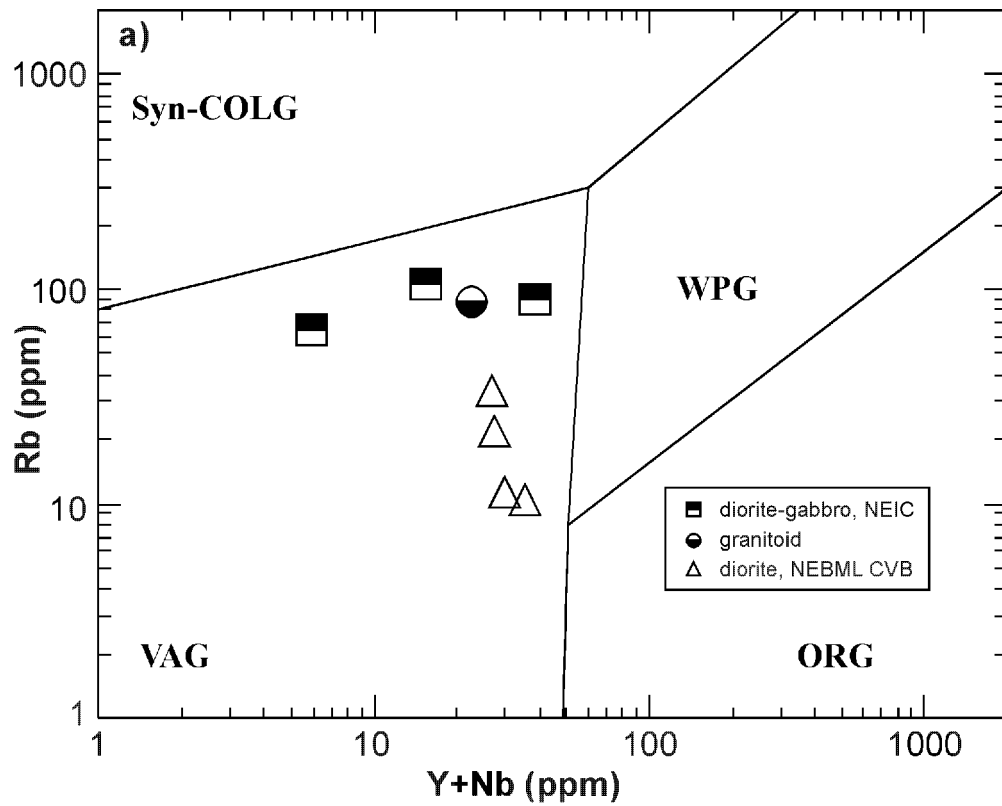 a)
1000
Syn-COLG
100
WPG
Rb (ppm)
10
diorite-gabbro, NEIC
granitoid
diorite, NEBML CVB
VAG
ORG
1
1
10
100
1000
Y+Nb (ppm)